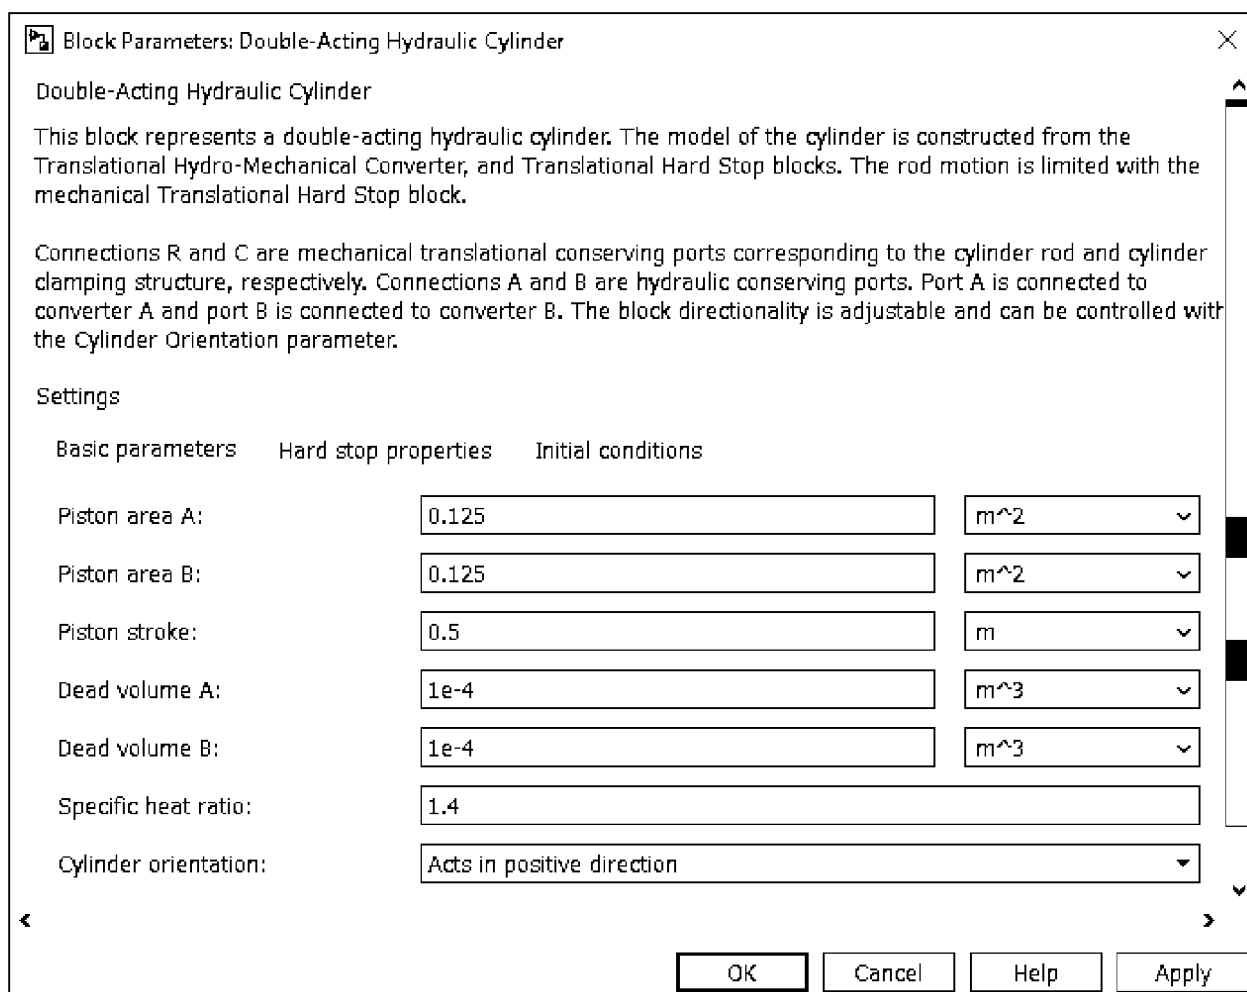 Block Parameters: Double-Acting Hydraulic Cylinder
Double-Acting Hydraulic Cylinder
This block represents a double-acting hydraulic cylinder. The model of the cylinder is constructed from the
Translational Hydro-Mechanical Converter, and Translational Hard Stop blocks. The rod motion is limited with the
mechanical Translational Hard Stop block.
Connections R and C are mechanical translational conserving ports corresponding to the cylinder rod and cylinder
clamping structure, respectively. Connections A and B are hydraulic conserving ports. Port A is connected to
converter A and port B is connected to converter B. The block directionality is adjustable and can be controlled with
the Cylinder Orientation parameter.
Settings
Basic parameters Hard stop properties Initial conditions
Piston area A: 0.125 m^2
Piston area B: 0.125 m^2
Piston stroke: 0.5 m
Dead volume A: 1e-4 m^3
Dead volume B: 1e-4 m^3
Specific heat ratio: 1.4
Cylinder orientation: Acts in positive direction
OK Cancel Help Apply